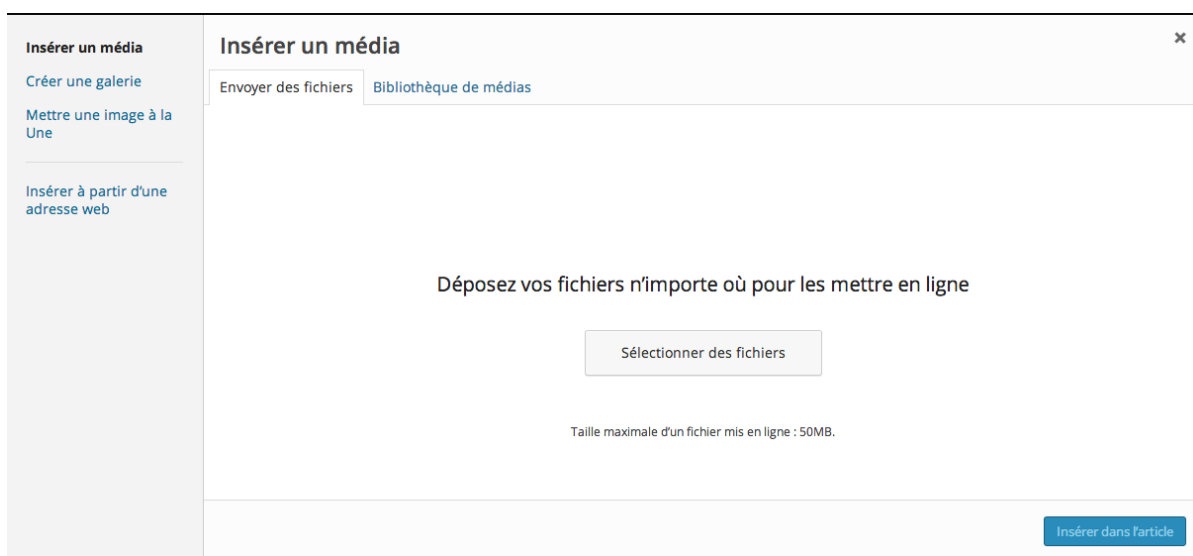 Insérer un média
Créer une galerie
Mettre une image à la
Une
Insérer à partir d'une
adresse web
Insérer un média
Envoyer des fichiers
Bibliothèque de médias
Déposez vos fichiers n'importe où pour les mettre en ligne
Sélectionner des fichiers
Taille maximale d'un fichier mis en ligne : 50MB.
Insérer dans l'article